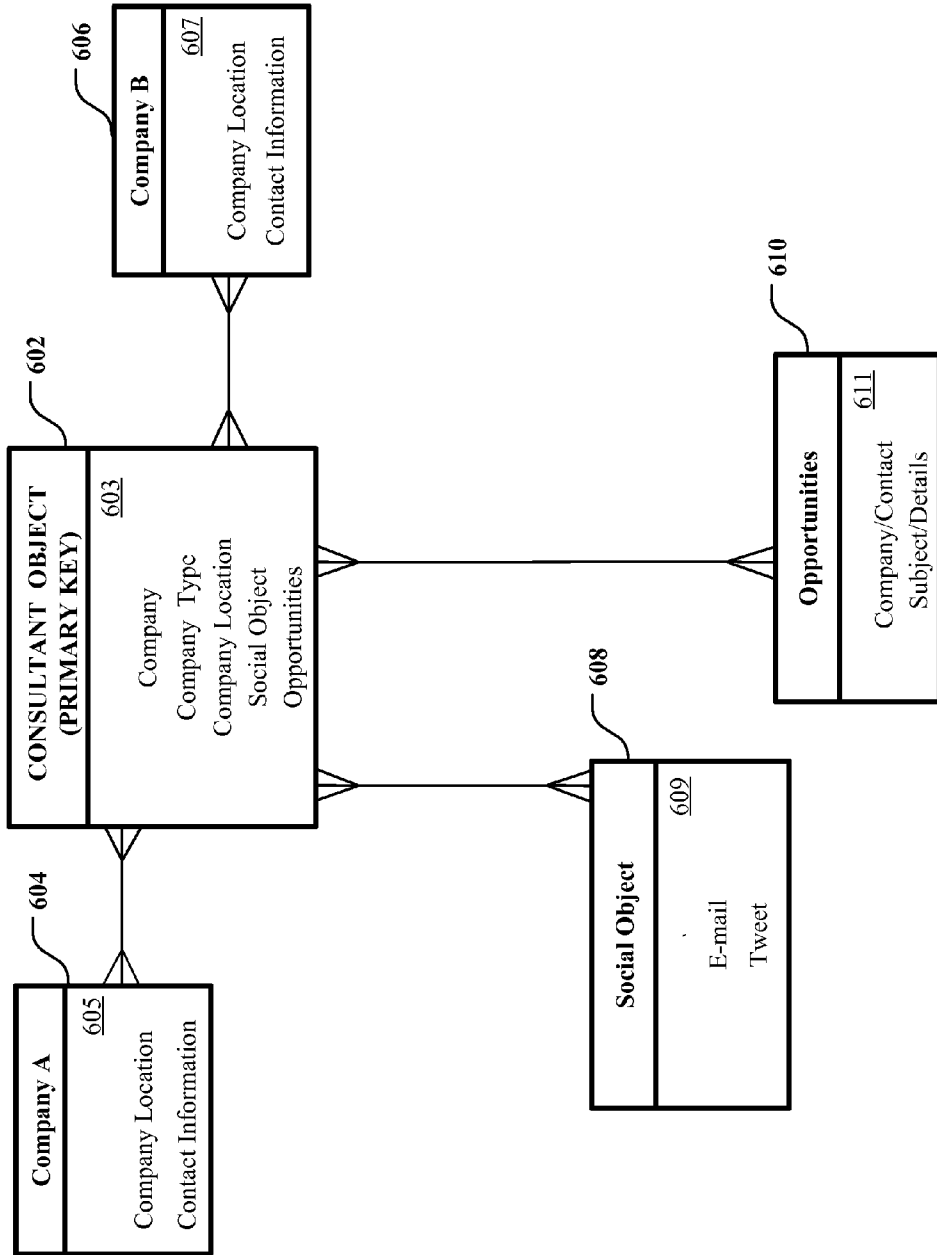 Company A
604
605
Company Location
Contact Information
CONSULTANT OBJECT
(PRIMARY KEY)
602
603
Company
Company Type
Company Location
Social Object
Opportunities
Company B
606
607
Company Location
Contact Information
Social Object
608
609
E-mail
Tweet
Opportunities
610
611
Company/Contact
Subject/Details